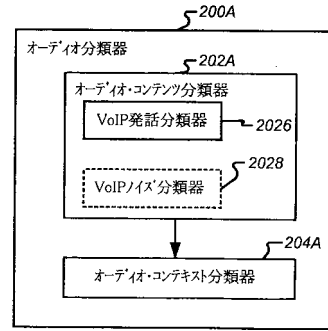 200A
オーディオ分類器
202A
オーディオ・コンテンツ分類器
VoIP発話分類器
2026
VoIPノイズ分類器
2028
204A
オーディオ・コンテキスト分類器